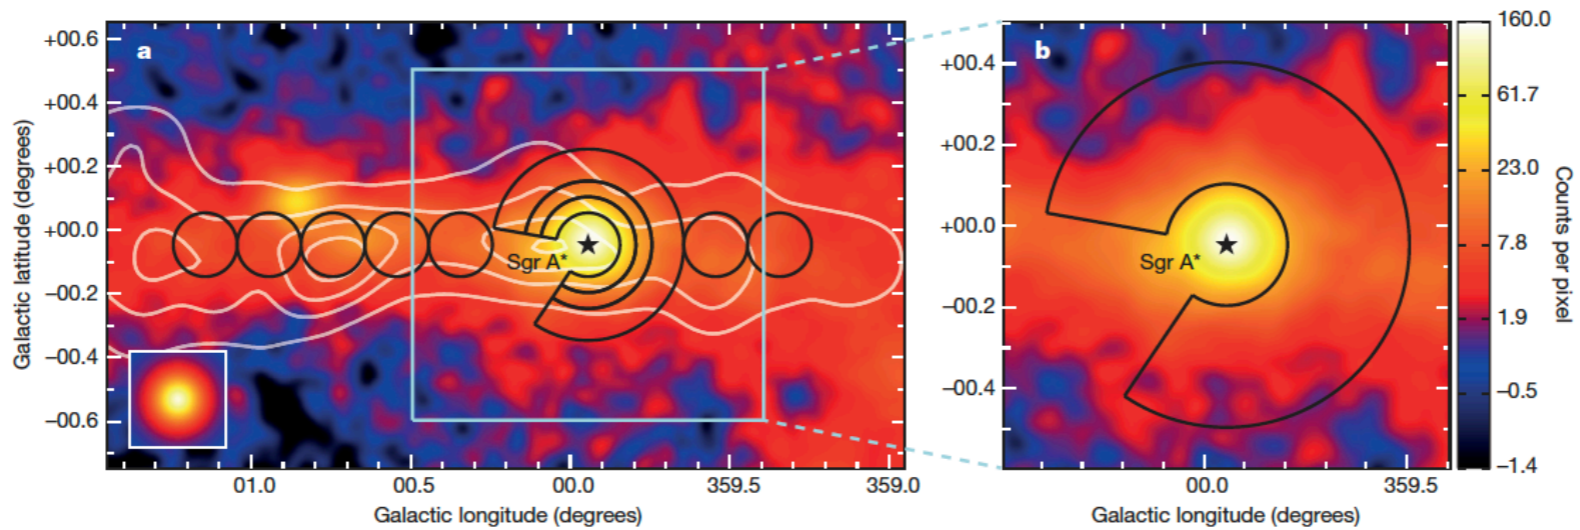 a
+00.6
+00.4
+00.2
+00.0
–00.2
–00.4
–00.6
Galactic latitude (degrees)
Sgr A*
01.0 00.5 00.0 359.5 359.0
Galactic longitude (degrees)
b
+00.4
+00.2
+00.0
–00.2
–00.4
Sgr A*
00.0 359.5
Galactic longitude (degrees)
160.0
61.7
23.0
7.8
1.9
–0.5
–1.4
Counts per pixel